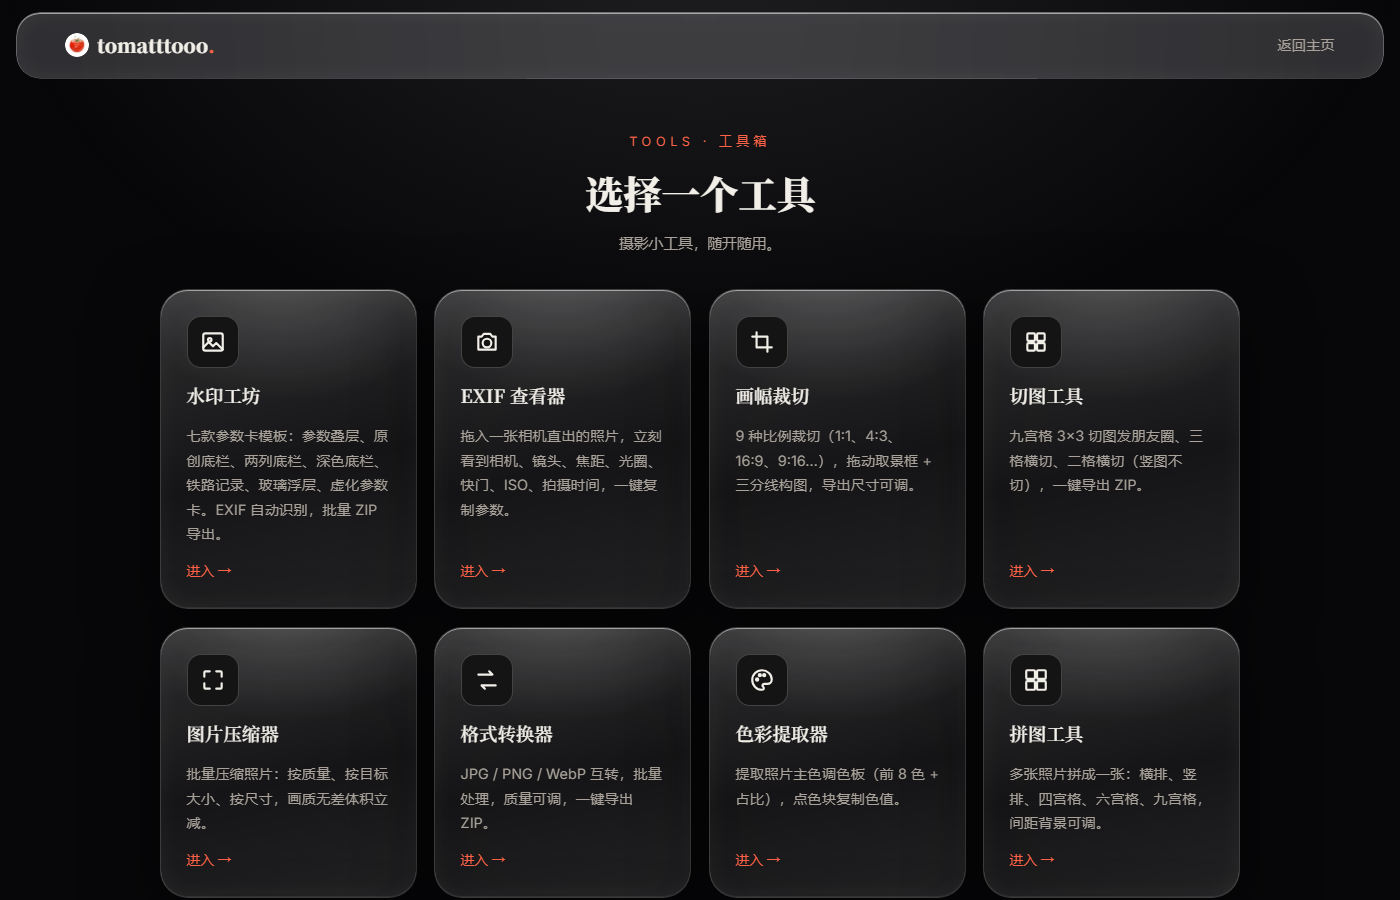 tomatttooo.
返回主页
TOOLS · 工具箱
选择一个工具
摄影小工具，随开随用。
水印工坊
七款参数卡模板：参数叠层、原
创底栏、两列底栏、深色底栏、
铁路记录、玻璃浮层、虚化参数
卡。EXIF 自动识别，批量 ZIP
导出。
进入 →
EXIF 查看器
拖入一张相机直出的照片，立刻
看到相机、镜头、焦距、光圈、
快门、ISO、拍摄时间，一键复
制参数。
进入 →
画幅裁切
9 种比例裁切（1:1、4:3、
16:9、9:16...），拖动取景框 +
三分线构图，导出尺寸可调。
进入 →
切图工具
九宫格 3×3 切图发朋友圈、三
格横切、二格横切（竖图不
切），一键导出 ZIP。
进入 →
图片压缩器
批量压缩照片：按质量、按目标
大小、按尺寸，画质无差体积立
减。
进入 →
格式转换器
JPG / PNG / WebP 互转，批量
处理，质量可调，一键导出
ZIP。
进入 →
色彩提取器
提取照片主色调色板（前 8 色 +
占比），点色块复制色值。
进入 →
拼图工具
多张照片拼成一张：横排、竖
排、四宫格、六宫格、九宫格，
间距背景可调。
进入 →